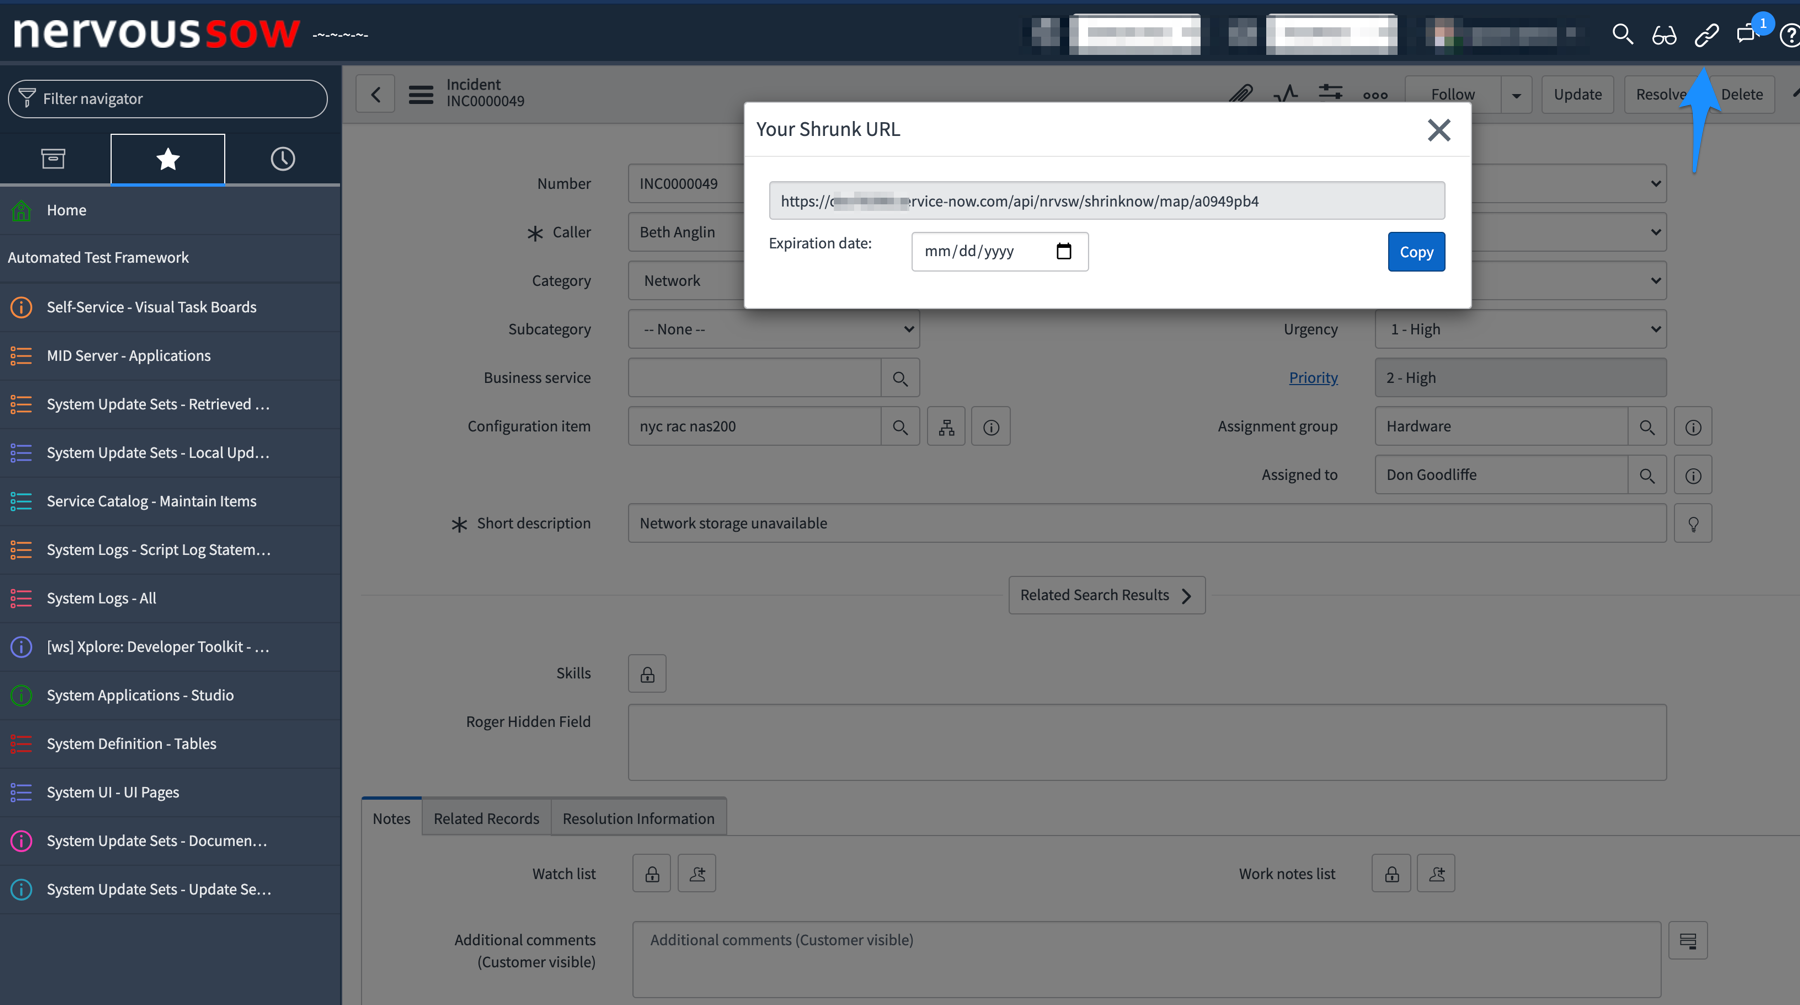 nervoussow -~-~-~-~-
1
Filter navigator
Incident
INC0000049
Follow
Update
Resolve
Delete
Your Shrunk URL
https://
ervice-now.com/api/nrvsw/shrinknow/map/a0949pb4
Expiration date:
mm/dd/yyyy
Copy
Home
Automated Test Framework
Self-Service - Visual Task Boards
MID Server - Applications
System Update Sets - Retrieved ...
System Update Sets - Local Upd...
Service Catalog - Maintain Items
System Logs - Script Log Statem...
System Logs - All
[ws] Xplore: Developer Toolkit - ...
System Applications - Studio
System Definition - Tables
System UI - UI Pages
System Update Sets - Documen...
System Update Sets - Update Se...
Number
INC0000049
Caller
Beth Anglin
Category
Network
Subcategory
-- None --
Urgency
1 - High
Business service
Priority
2 - High
Configuration item
nyc rac nas200
Assignment group
Hardware
Assigned to
Don Goodliffe
Short description
Network storage unavailable
Related Search Results
Skills
Roger Hidden Field
Notes
Related Records
Resolution Information
Watch list
Work notes list
Additional comments
(Customer visible)
Additional comments (Customer visible)